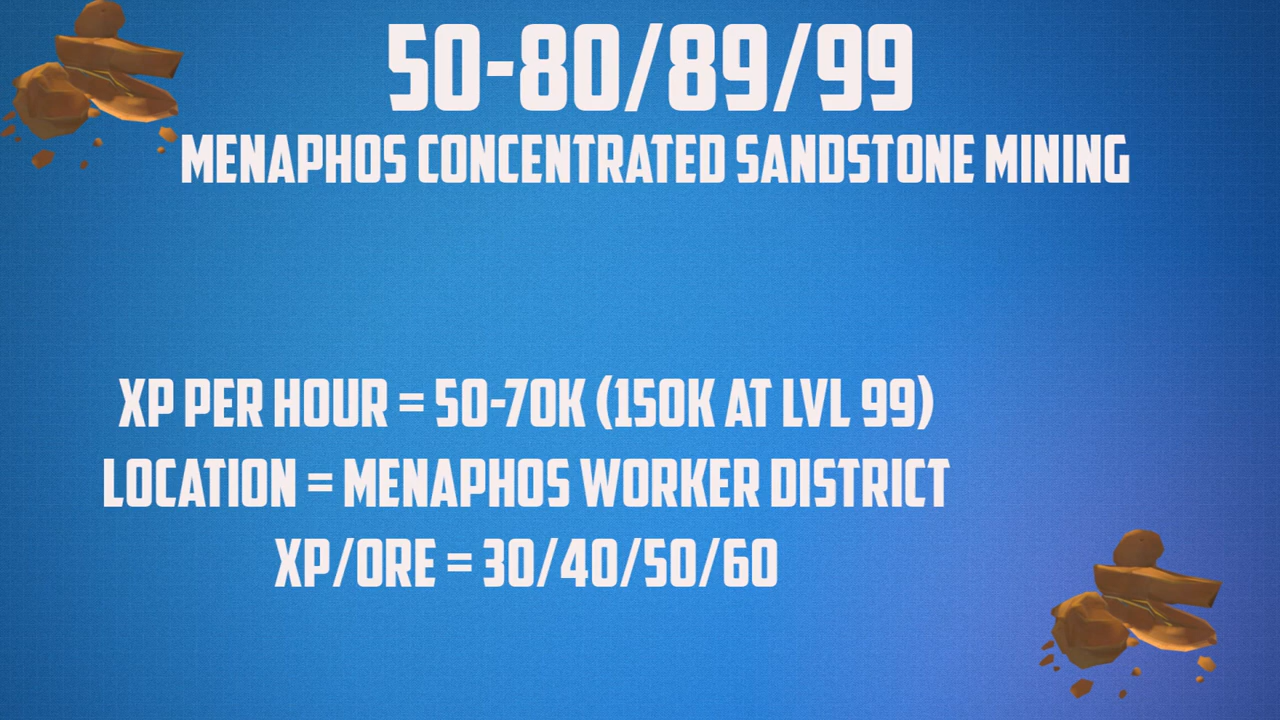 50-80/89/99
MENAPHOS CONCENTRATED SANDSTONE MINING
XP PER HOUR = 50-70K (150K AT LVL 99)
LOCATION = MENAPHOS WORKER DISTRICT
XP/ORE = 30/40/50/60